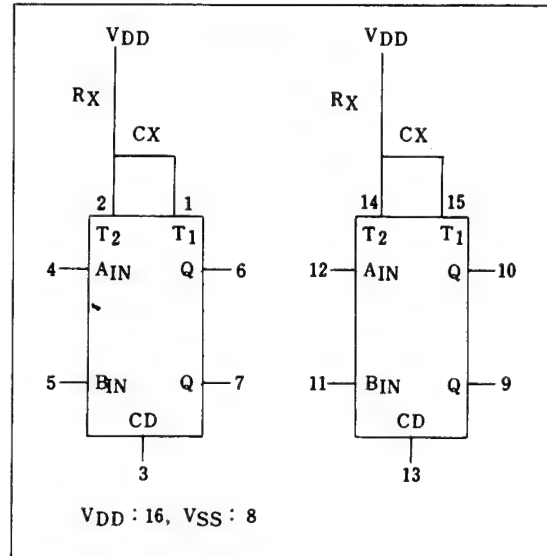 VDD VDD
RX RX
CX CX
2 1 14 15
T2 T1 T2 T1
4 AIN Q 6 12 AIN Q 10
5 BIN Q 7 11 BIN Q 9
CD CD
3 13
VDD : 16, VSS : 8